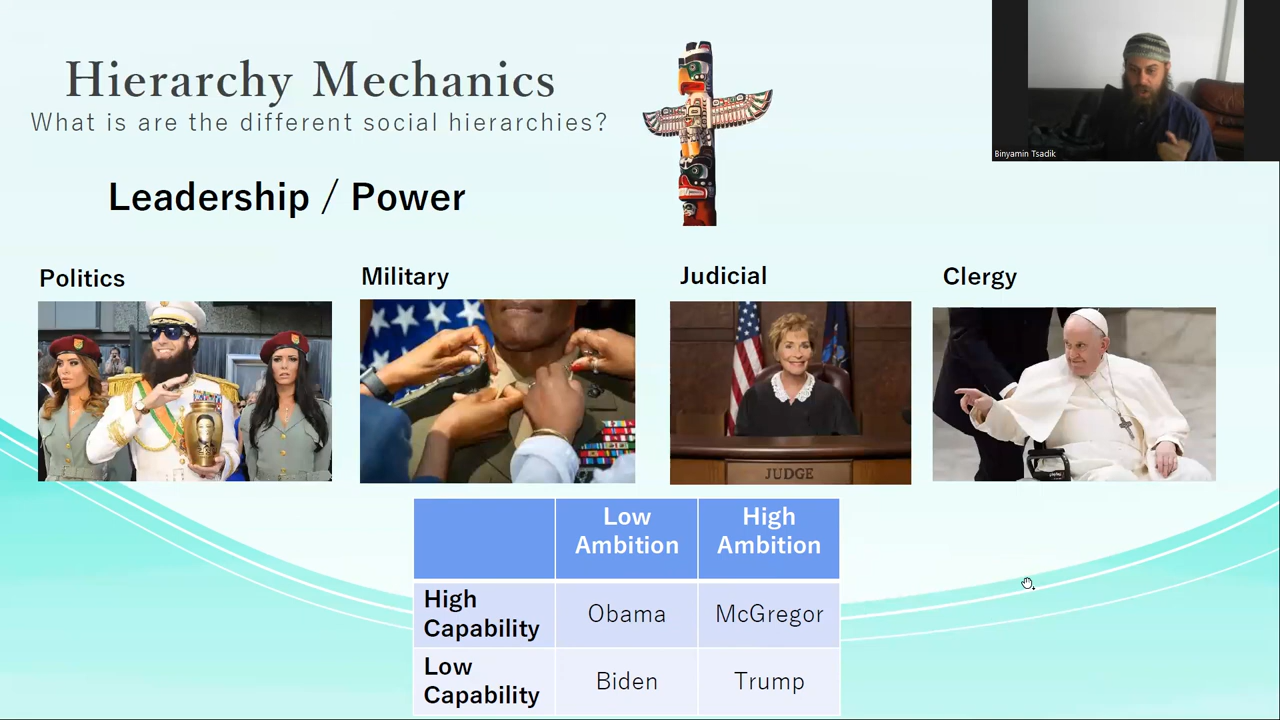 Hierarchy Mechanics
What is are the different social hierarchies?
Binyamin Tsadik
Leadership / Power
Politics
Military
Judicial
Clergy
JUDGE
Low Ambition
High Ambition
High Capability
Obama
McGregor
Low Capability
Biden
Trump